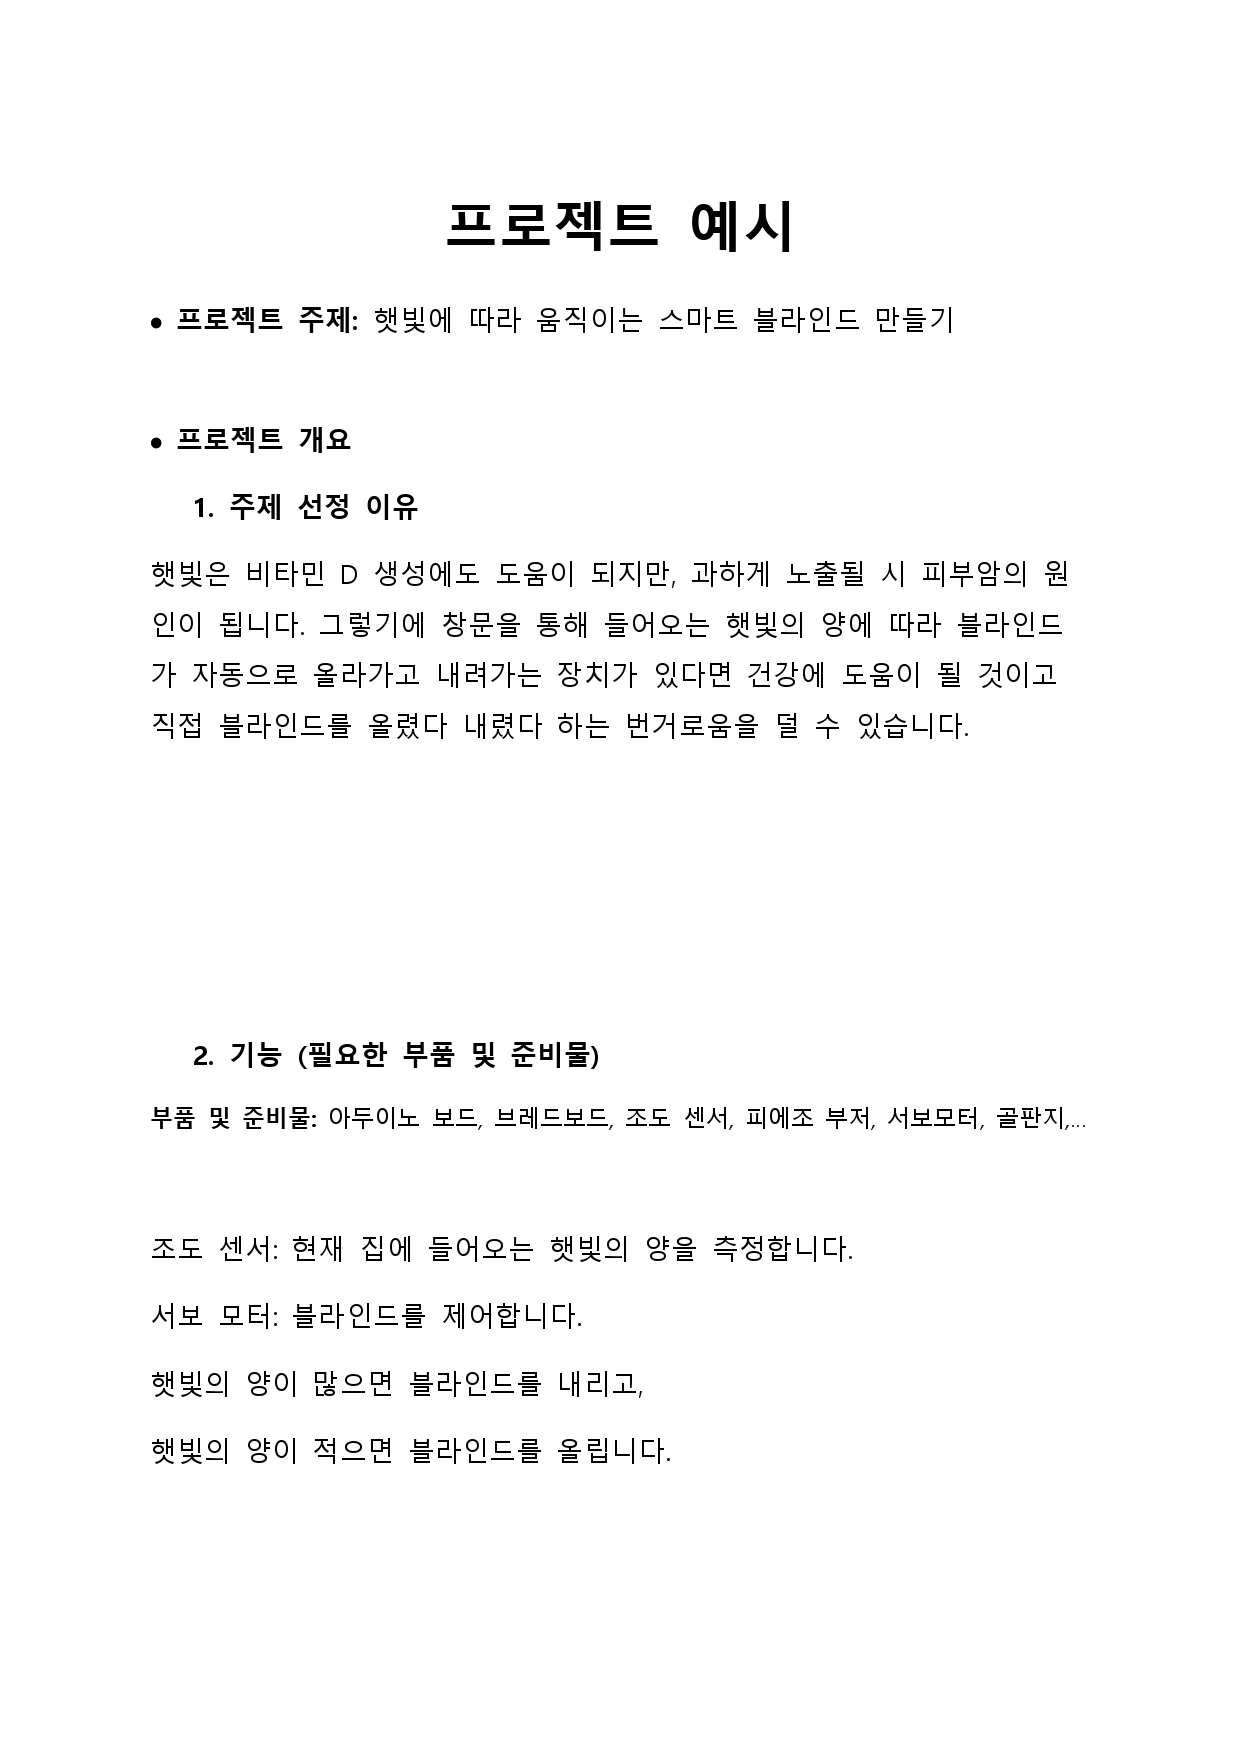 프로젝트 예시
● 프로젝트 주제: 햇빛에 따라 움직이는 스마트 블라인드 만들기
● 프로젝트 개요
1. 주제 선정 이유
햇빛은 비타민 D 생성에도 도움이 되지만, 과하게 노출될 시 피부암의 원
인이 됩니다. 그렇기에 창문을 통해 들어오는 햇빛의 양에 따라 블라인드
가 자동으로 올라가고 내려가는 장치가 있다면 건강에 도움이 될 것이고
직접 블라인드를 올렸다 내렸다 하는 번거로움을 덜 수 있습니다.
2. 기능 (필요한 부품 및 준비물)
부품 및 준비물: 아두이노 보드, 브레드보드, 조도 센서, 피에조 부저, 서보모터, 골판지,...
조도 센서: 현재 집에 들어오는 햇빛의 양을 측정합니다.
서보 모터: 블라인드를 제어합니다.
햇빛의 양이 많으면 블라인드를 내리고,
햇빛의 양이 적으면 블라인드를 올립니다.